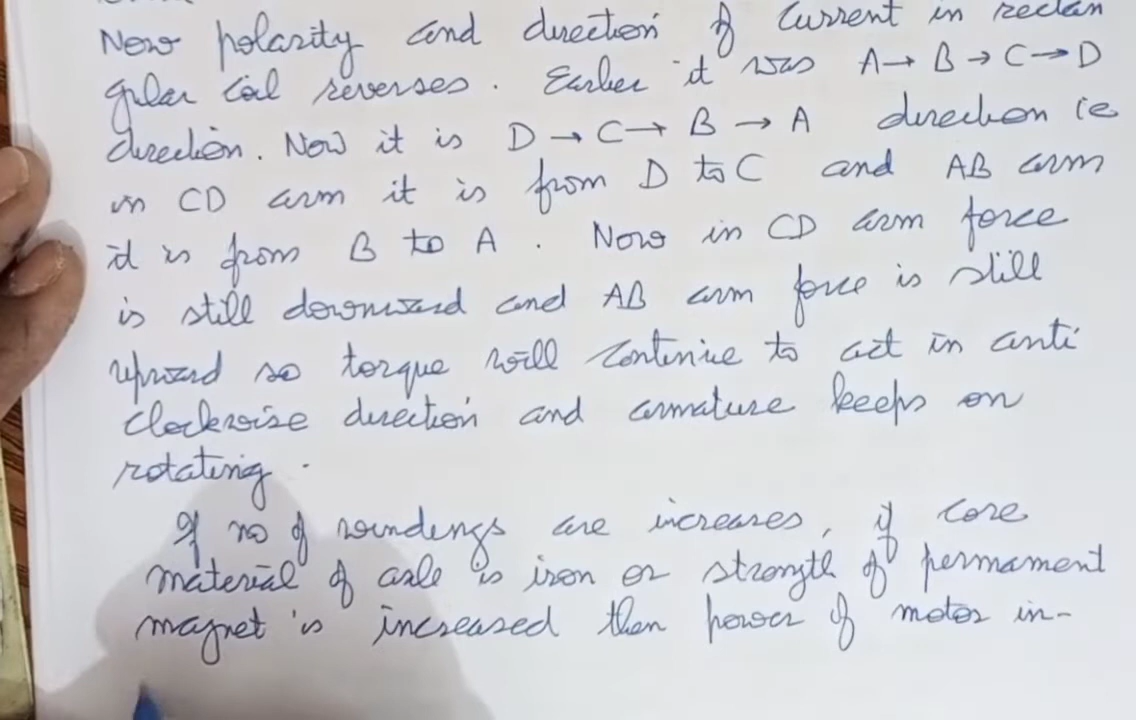 Now polarity and direction of current in rectan
gular coil reverses. Earlier it was A→ B → C → D
direction. Now it is D → C → B → A direction ie
in CD arm it is from D to C and AB arm
it is from B to A. Now in CD arm force
is still downward and AB arm force is still
upward so torque will continue to act in anti
clockwise direction and armature keeps on
rotating.
If no of windings are increases, if core
material of axle is iron or strength of permament
magnet is increased then power of motor in-